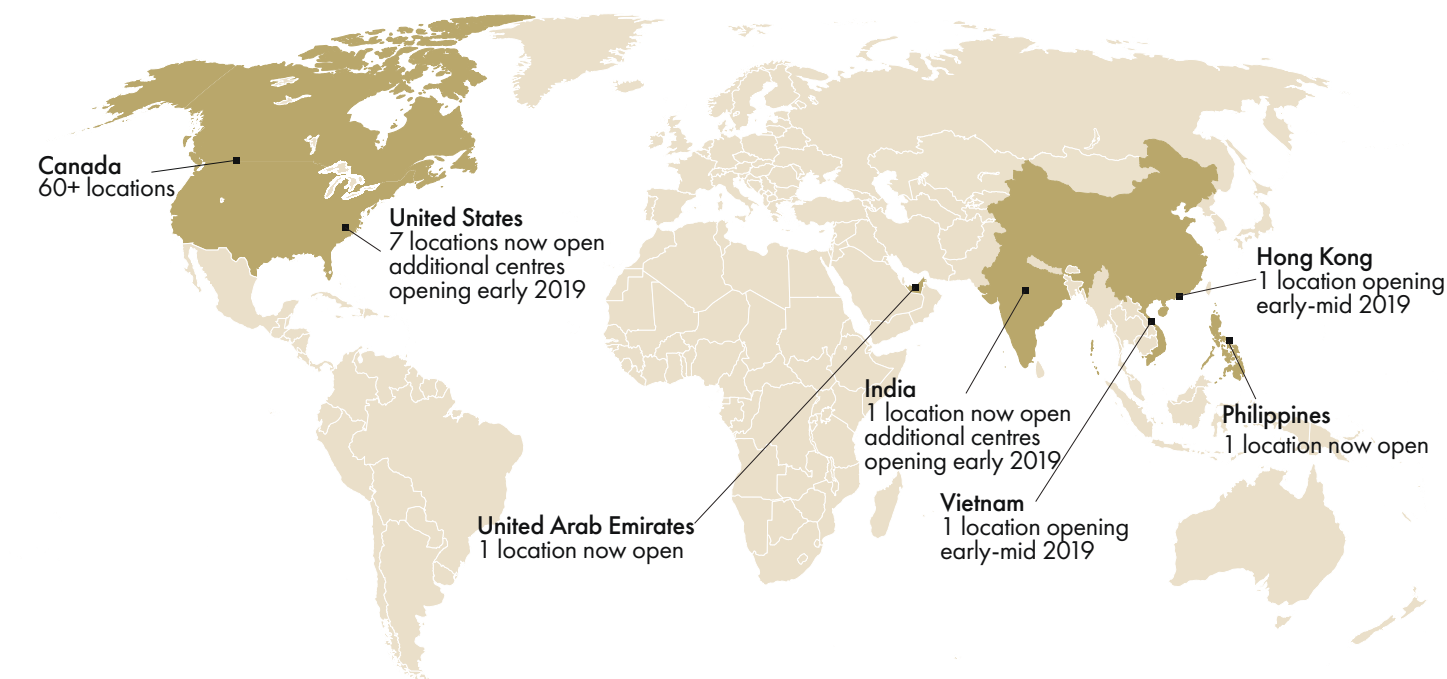 Canada
60+ locations
United States
7 locations now open
additional centres
opening early 2019
Hong Kong
1 location opening
early-mid 2019
India
1 location now open
additional centres
opening early 2019
Philippines
1 location now open
Vietnam
1 location opening
early-mid 2019
United Arab Emirates
1 location now open